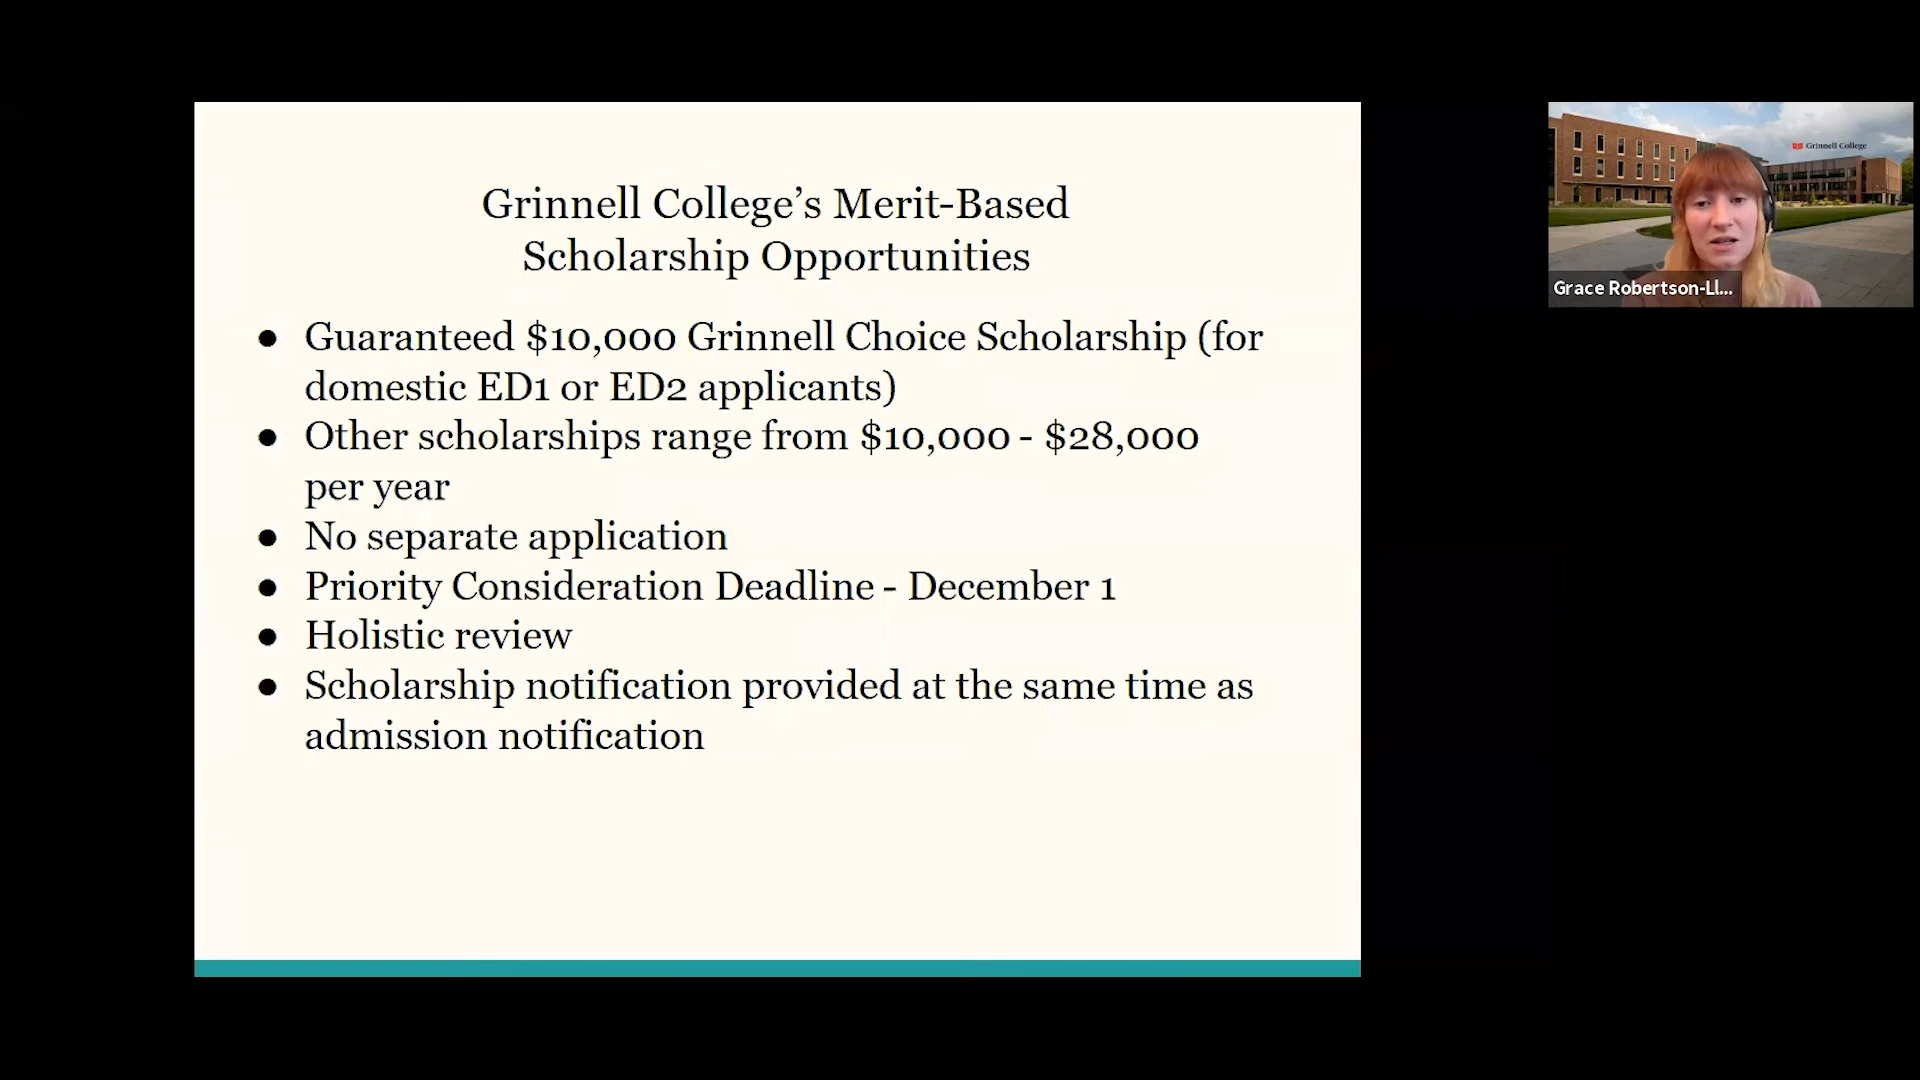 Grinnell College’s Merit-Based
Scholarship Opportunities
● Guaranteed $10,000 Grinnell Choice Scholarship (for
domestic ED1 or ED2 applicants)
● Other scholarships range from $10,000 - $28,000
per year
● No separate application
● Priority Consideration Deadline - December 1
● Holistic review
● Scholarship notification provided at the same time as
admission notification
Grinnell College
Grace Robertson-Ll...